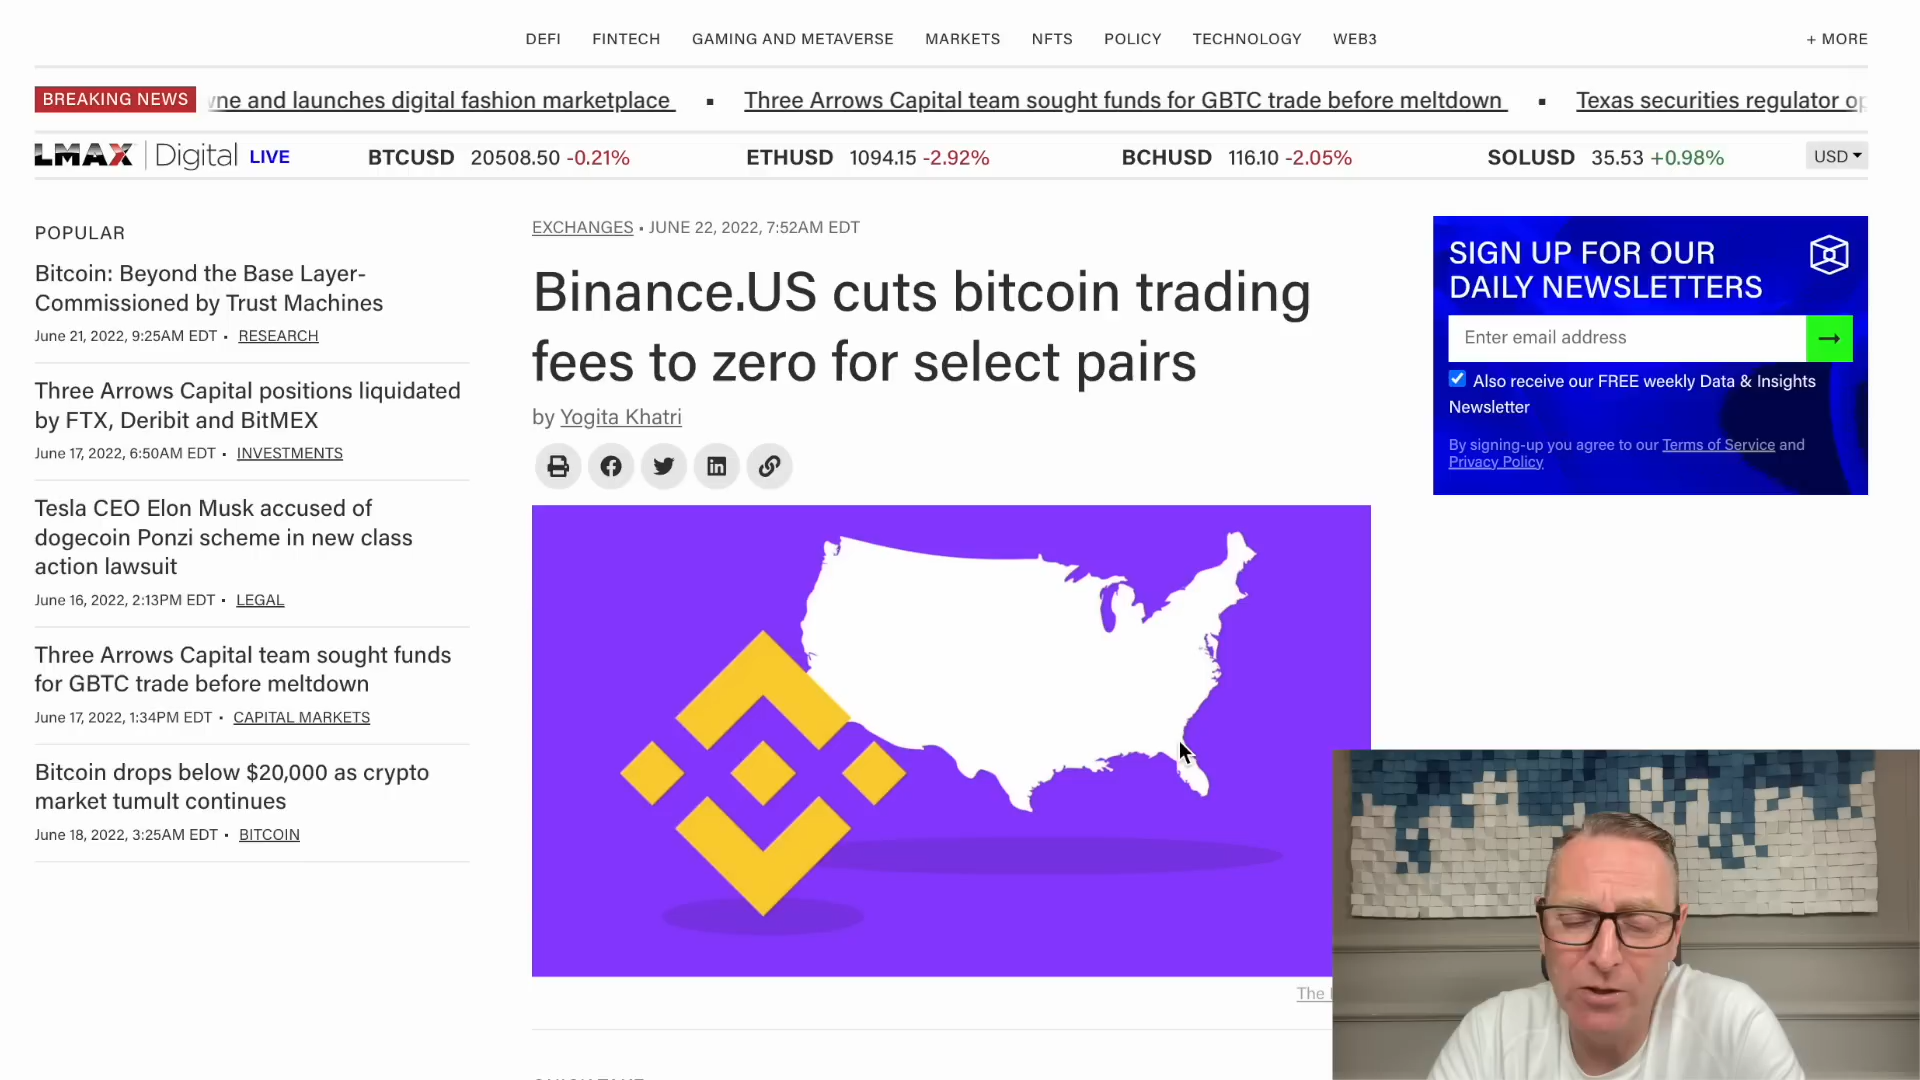 DEFI FINTECH GAMING AND METAVERSE MARKETS NFTS POLICY TECHNOLOGY WEB3 + MORE
BREAKING NEWS and launches digital fashion marketplace ▪ Three Arrows Capital team sought funds for GBTC trade before meltdown ▪ Texas securities regulator
LMAX Digital LIVE BTCUSD 20508.50 -0.21% ETHUSD 1094.15 -2.92% BCHUSD 116.10 -2.05% SOLUSD 35.53 +0.98% USD
POPULAR
Bitcoin: Beyond the Base Layer-
Commissioned by Trust Machines
June 21, 2022, 9:25AM EDT • RESEARCH
Three Arrows Capital positions liquidated
by FTX, Deribit and BitMEX
June 17, 2022, 6:50AM EDT • INVESTMENTS
Tesla CEO Elon Musk accused of
dogecoin Ponzi scheme in new class
action lawsuit
June 16, 2022, 2:13PM EDT • LEGAL
Three Arrows Capital team sought funds
for GBTC trade before meltdown
June 17, 2022, 1:34PM EDT • CAPITAL MARKETS
Bitcoin drops below $20,000 as crypto
market tumult continues
June 18, 2022, 3:25AM EDT • BITCOIN
EXCHANGES • JUNE 22, 2022, 7:52AM EDT
Binance.US cuts bitcoin trading
fees to zero for select pairs
by Yogita Khatri
The
SIGN UP FOR OUR
DAILY NEWSLETTERS
Enter email address
Also receive our FREE weekly Data & Insights
Newsletter
By signing-up you agree to our Terms of Service and
Privacy Policy